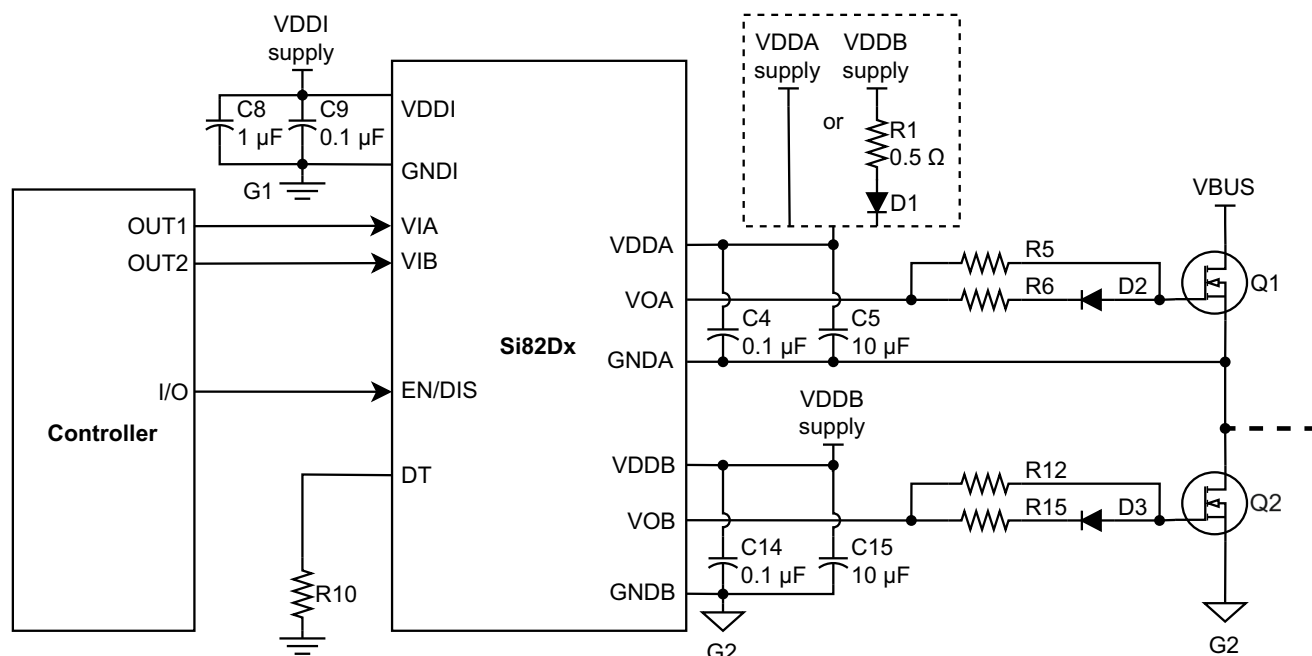 VDDI
supply
C8
1 µF
C9
0.1 µF
G1
VDDI
GNDI
VIA
VIB
EN/DIS
DT
Si82Dx
VDDA
VOA
GNDA
VDDB
VOB
GNDB
OUT1
OUT2
I/O
Controller
R10
VDDA
supply
or
VDDB
supply
R1
0.5 Ω
D1
C4
0.1 µF
C5
10 µF
R5
R6
D2
VBUS
Q1
VDDB
supply
C14
0.1 µF
C15
10 µF
G2
R12
R15
D3
Q2
G2